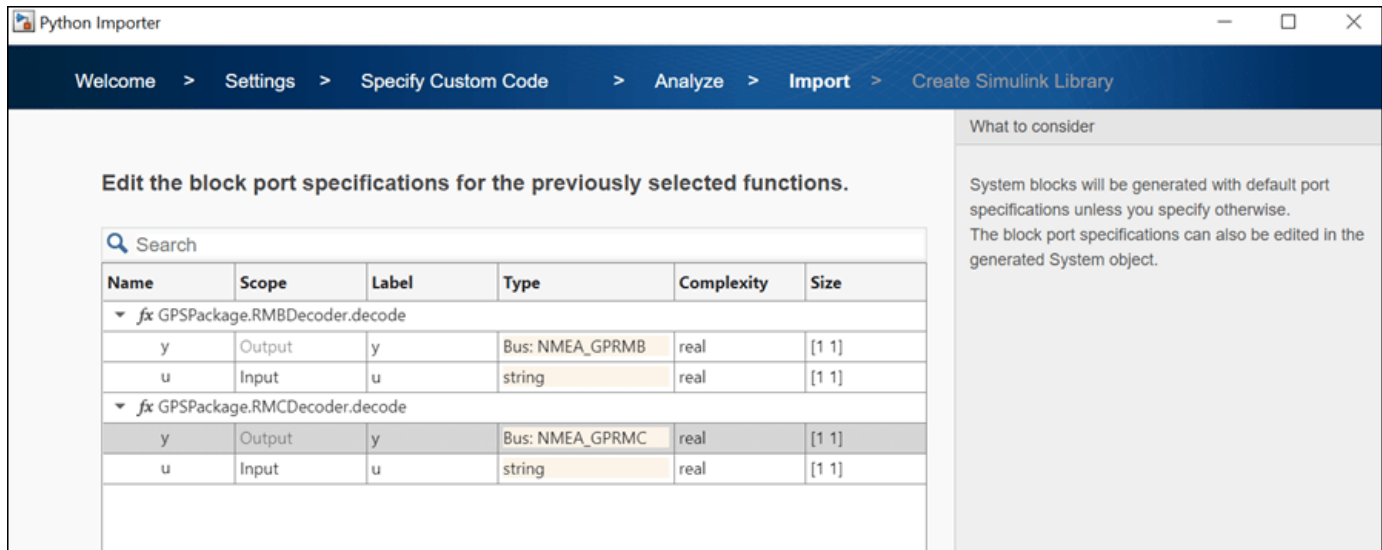 Python Importer
Welcome > Settings > Specify Custom Code > Analyze > Import > Create Simulink Library
What to consider
Edit the block port specifications for the previously selected functions.
System blocks will be generated with default port
specifications unless you specify otherwise.
The block port specifications can also be edited in the
generated System object.
Search
Name Scope Label Type Complexity Size
fx GPSPackage.RMBDecoder.decode
y Output y Bus: NMEA_GPRMB real [1 1]
u Input u string real [1 1]
fx GPSPackage.RMCDecoder.decode
y Output y Bus: NMEA_GPRMC real [1 1]
u Input u string real [1 1]